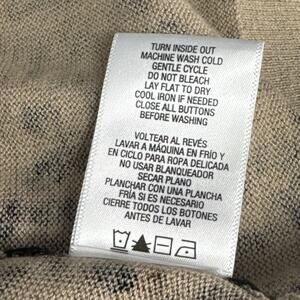 TURN INSIDE OUT
MACHINE WASH COLD
GENTLE CYCLE
DO NOT BLEACH
LAY FLAT TO DRY
COOL IRON IF NEEDED
CLOSE ALL BUTTONS
BEFORE WASHING
VOLTEAR AL REVÉS
LAVAR A MÁQUINA EN FRÍO Y
EN CICLO PARA ROPA DELICADA
NO USAR BLANQUEADOR
SECAR PLANO
PLANCHAR CON UNA PLANCHA
FRÍA SI ES NECESARIO
CIERRE TODOS LOS BOTONES
ANTES DE LAVAR